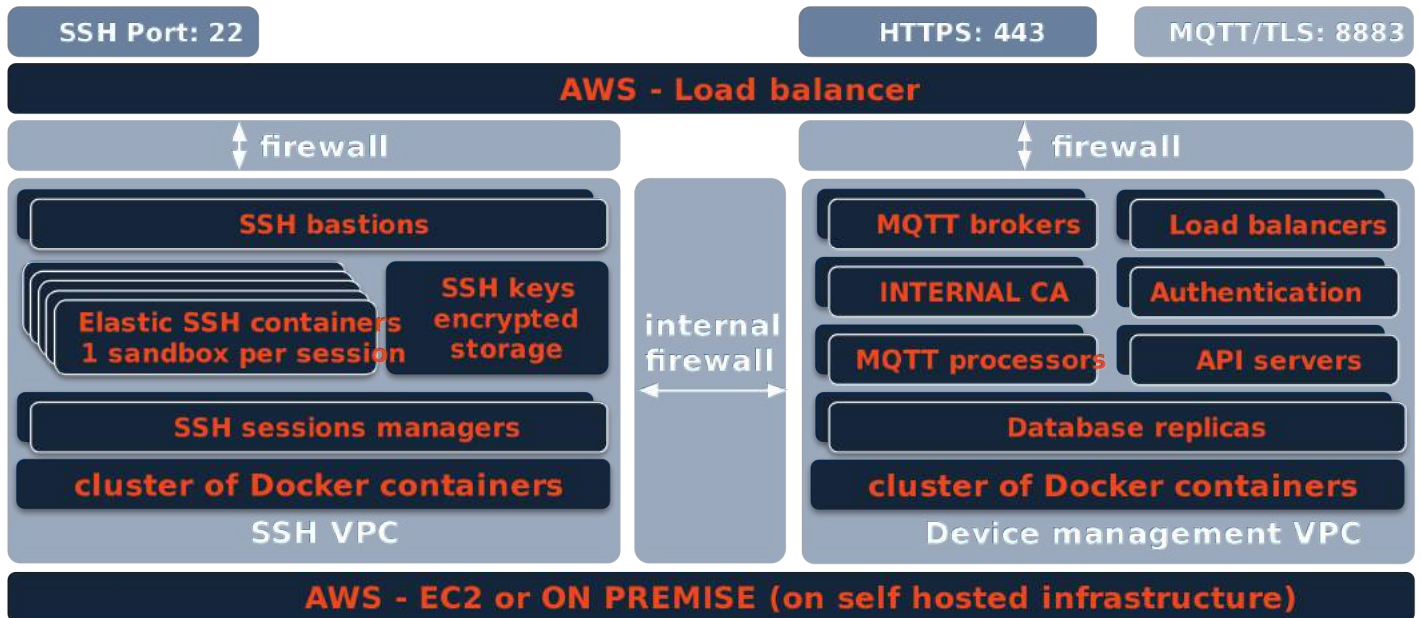 SSH Port: 22
HTTPS: 443
MQTT/TLS: 8883
AWS - Load balancer
firewall
firewall
SSH bastions
Elastic SSH containers
1 sandbox per session
SSH keys
encrypted
storage
SSH sessions managers
cluster of Docker containers
SSH VPC
internal
firewall
MQTT brokers
Load balancers
INTERNAL CA
Authentication
MQTT processors
API servers
Database replicas
cluster of Docker containers
Device management VPC
AWS - EC2 or ON PREMISE (on self hosted infrastructure)